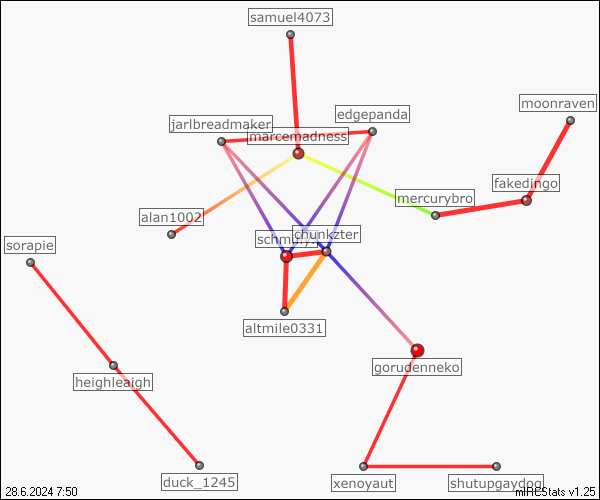 samuel4073
moonraven
edgepanda
jarlbreadmaker
marcemadness
fakedingo
mercurybro
alan1002
chunkzter
sorapie
altmile0331
gorudenneko
heighleaigh
duck_1245
xenoyaut
shutupgaydog
28.6.2024 7:50
mIRCStats v1.25